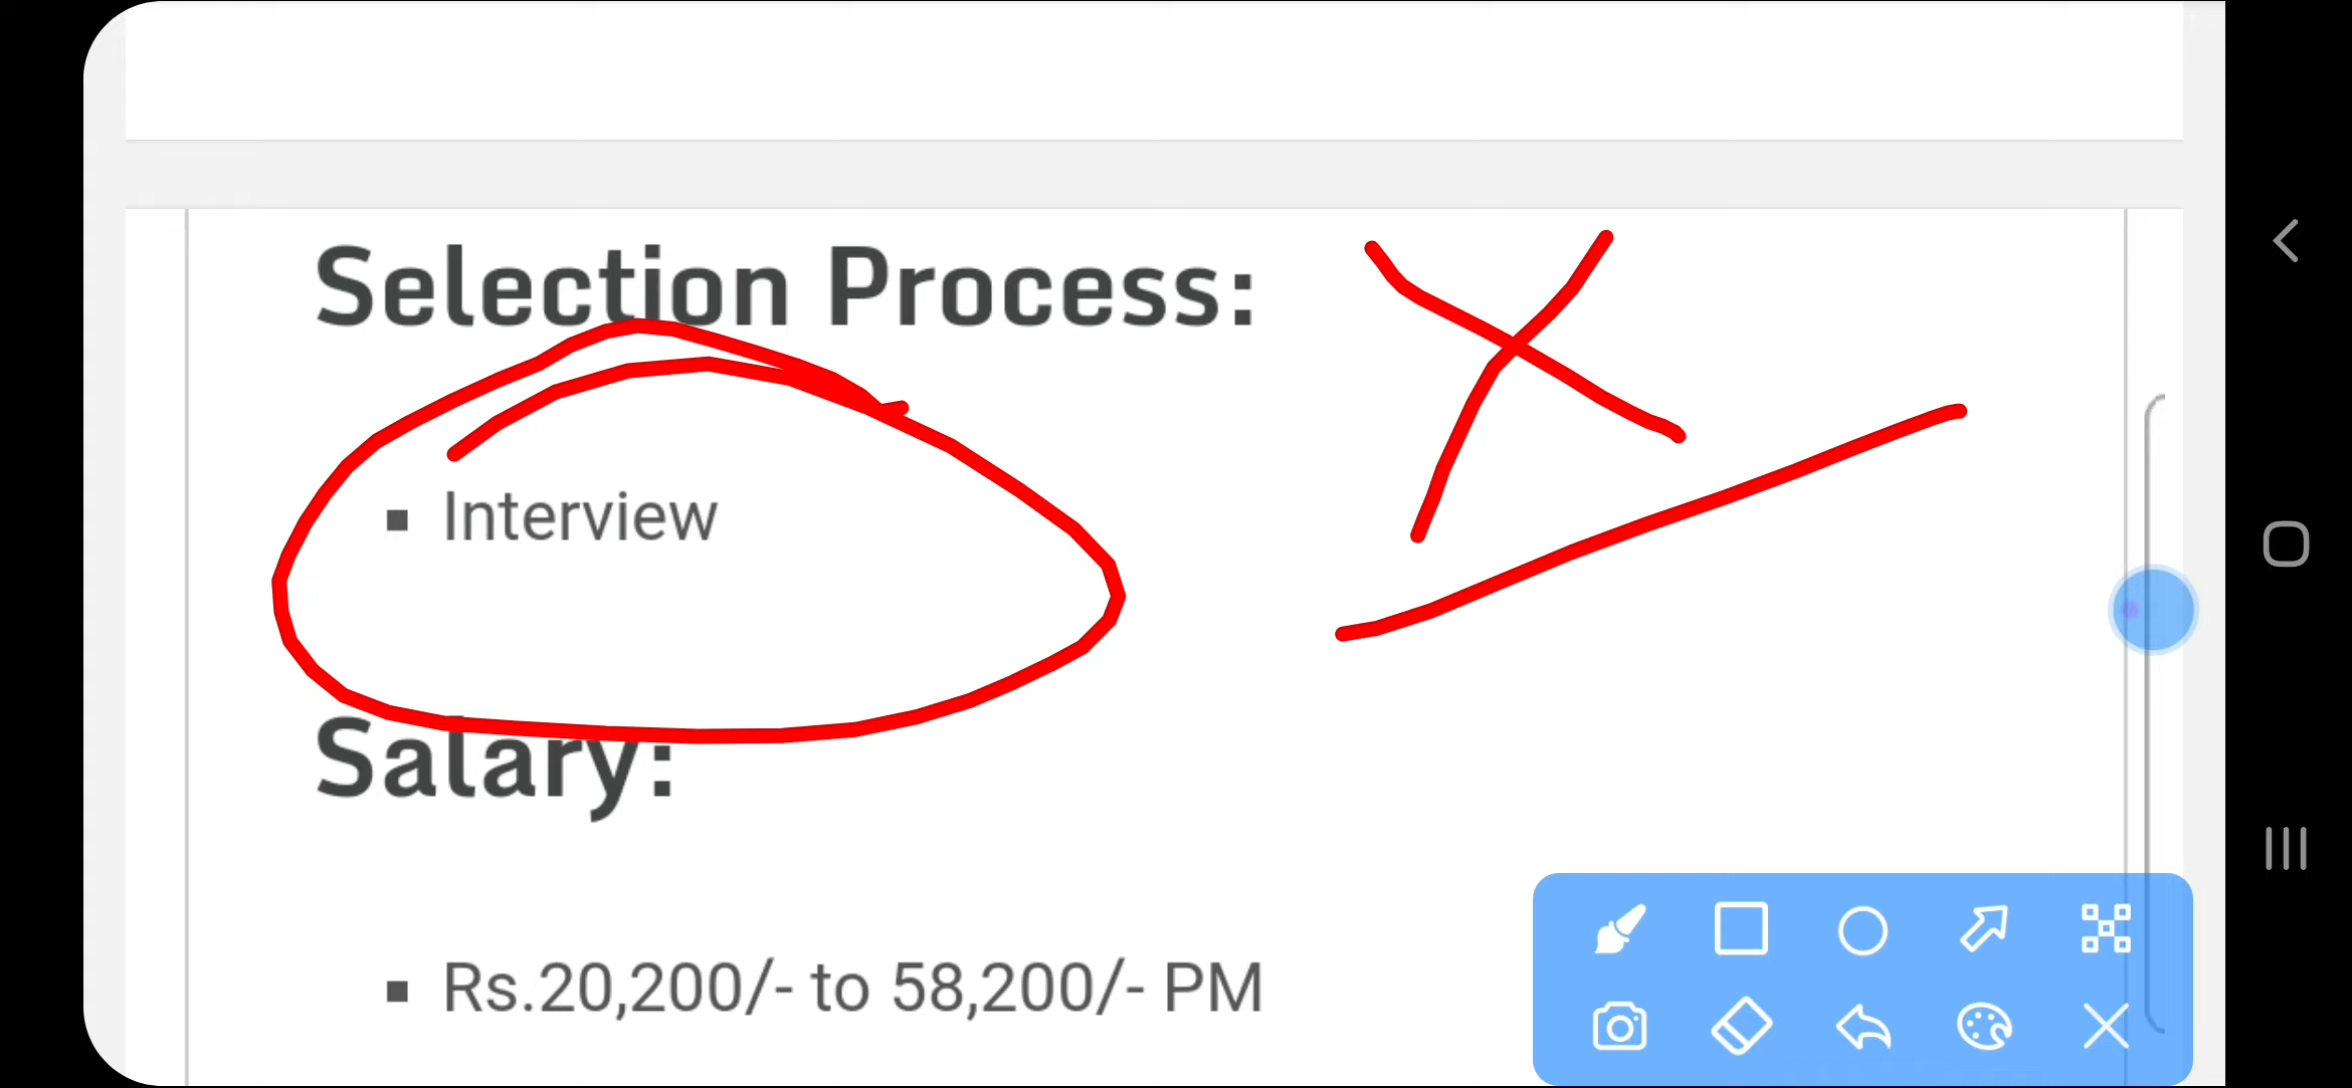 Selection Process:
▪ Interview
Salary:
▪ Rs.20,200/- to 58,200/- PM